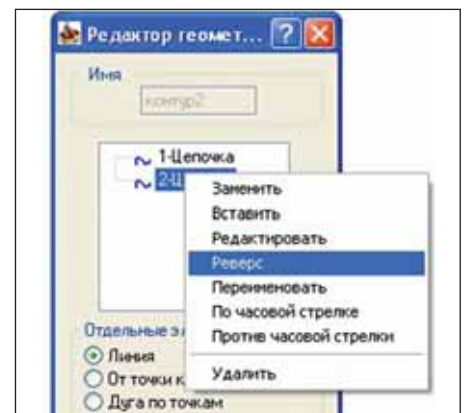 Редактор геомет...
Имя
контур2
1-Цепочка
2-Ц
Заменить
Вставить
Редактировать
Реверс
Переименовать
По часовой стрелке
Против часовой стрелки
Удалить
Отдельные э
Линия
От точки к
Дуга по точкам